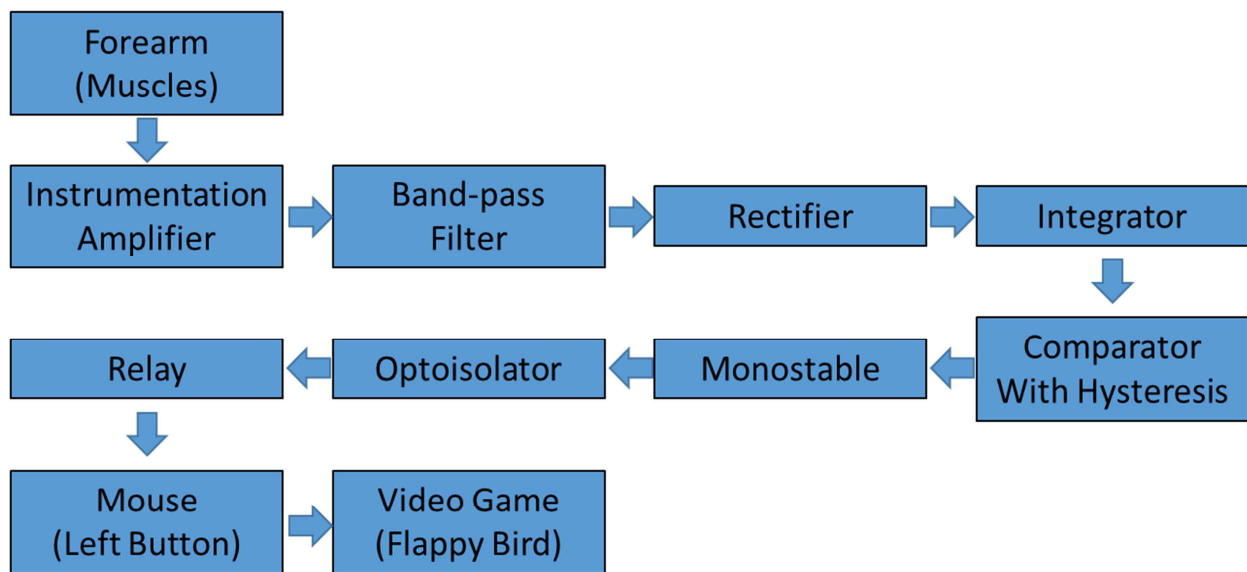 Forearm
(Muscles)
Instrumentation
Amplifier
Band-pass
Filter
Rectifier
Integrator
Comparator
With Hysteresis
Monostable
Optoisolator
Relay
Mouse
(Left Button)
Video Game
(Flappy Bird)